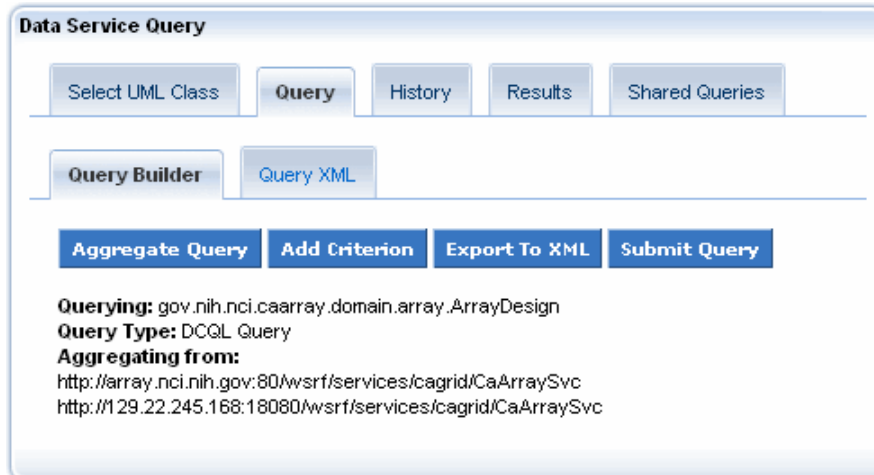 Data Service Query
Select UML Class Query History Results Shared Queries
Query Builder Query XML
Aggregate Query Add Criterion Export To XML Submit Query
Querying: gov.nih.nci.caarray.domain.array.ArrayDesign
Query Type: DCQL Query
Aggregating from:
http://array.nci.nih.gov:80/wsrf/services/cagrid/CaArraySvc
http://129.22.245.168:18080/wsrf/services/cagrid/CaArraySvc